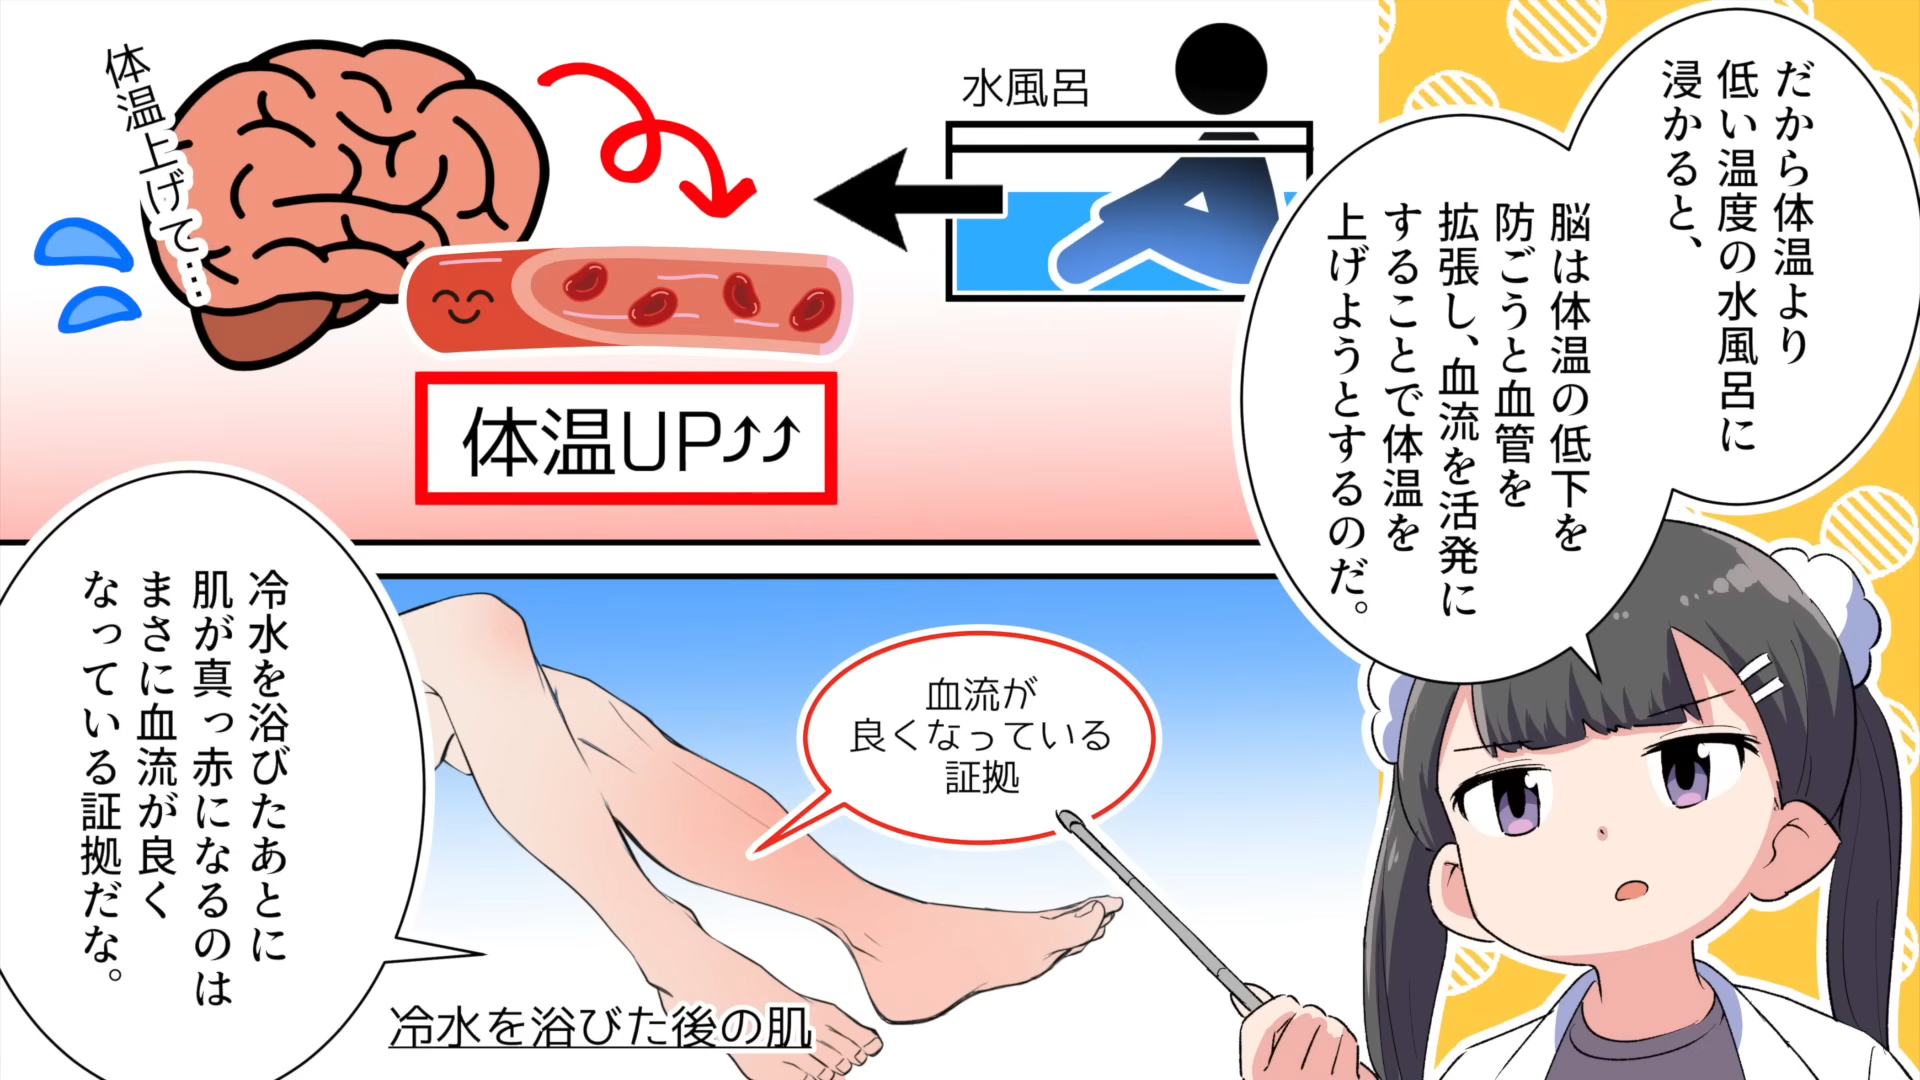 だから体温より
低い温度の水風呂に
浸かると、
脳は体温の低下を
防ごうと血管を
拡張し、血流を活発に
することで体温を
上げようとするのだ。
水風呂
体温上げて…
体温UP⤴⤴
血流が
良くなっている
証拠
冷水を浴びたあとに
肌が真っ赤になるのは
まさに血流が良く
なっている証拠だな。
冷水を浴びた後の肌